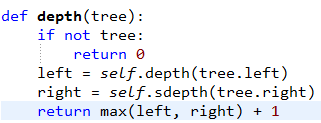 def depth(tree):
    if not tree:
        return 0
    left = self.depth(tree.left)
    right = self.sdepth(tree.right)
    return max(left, right) + 1